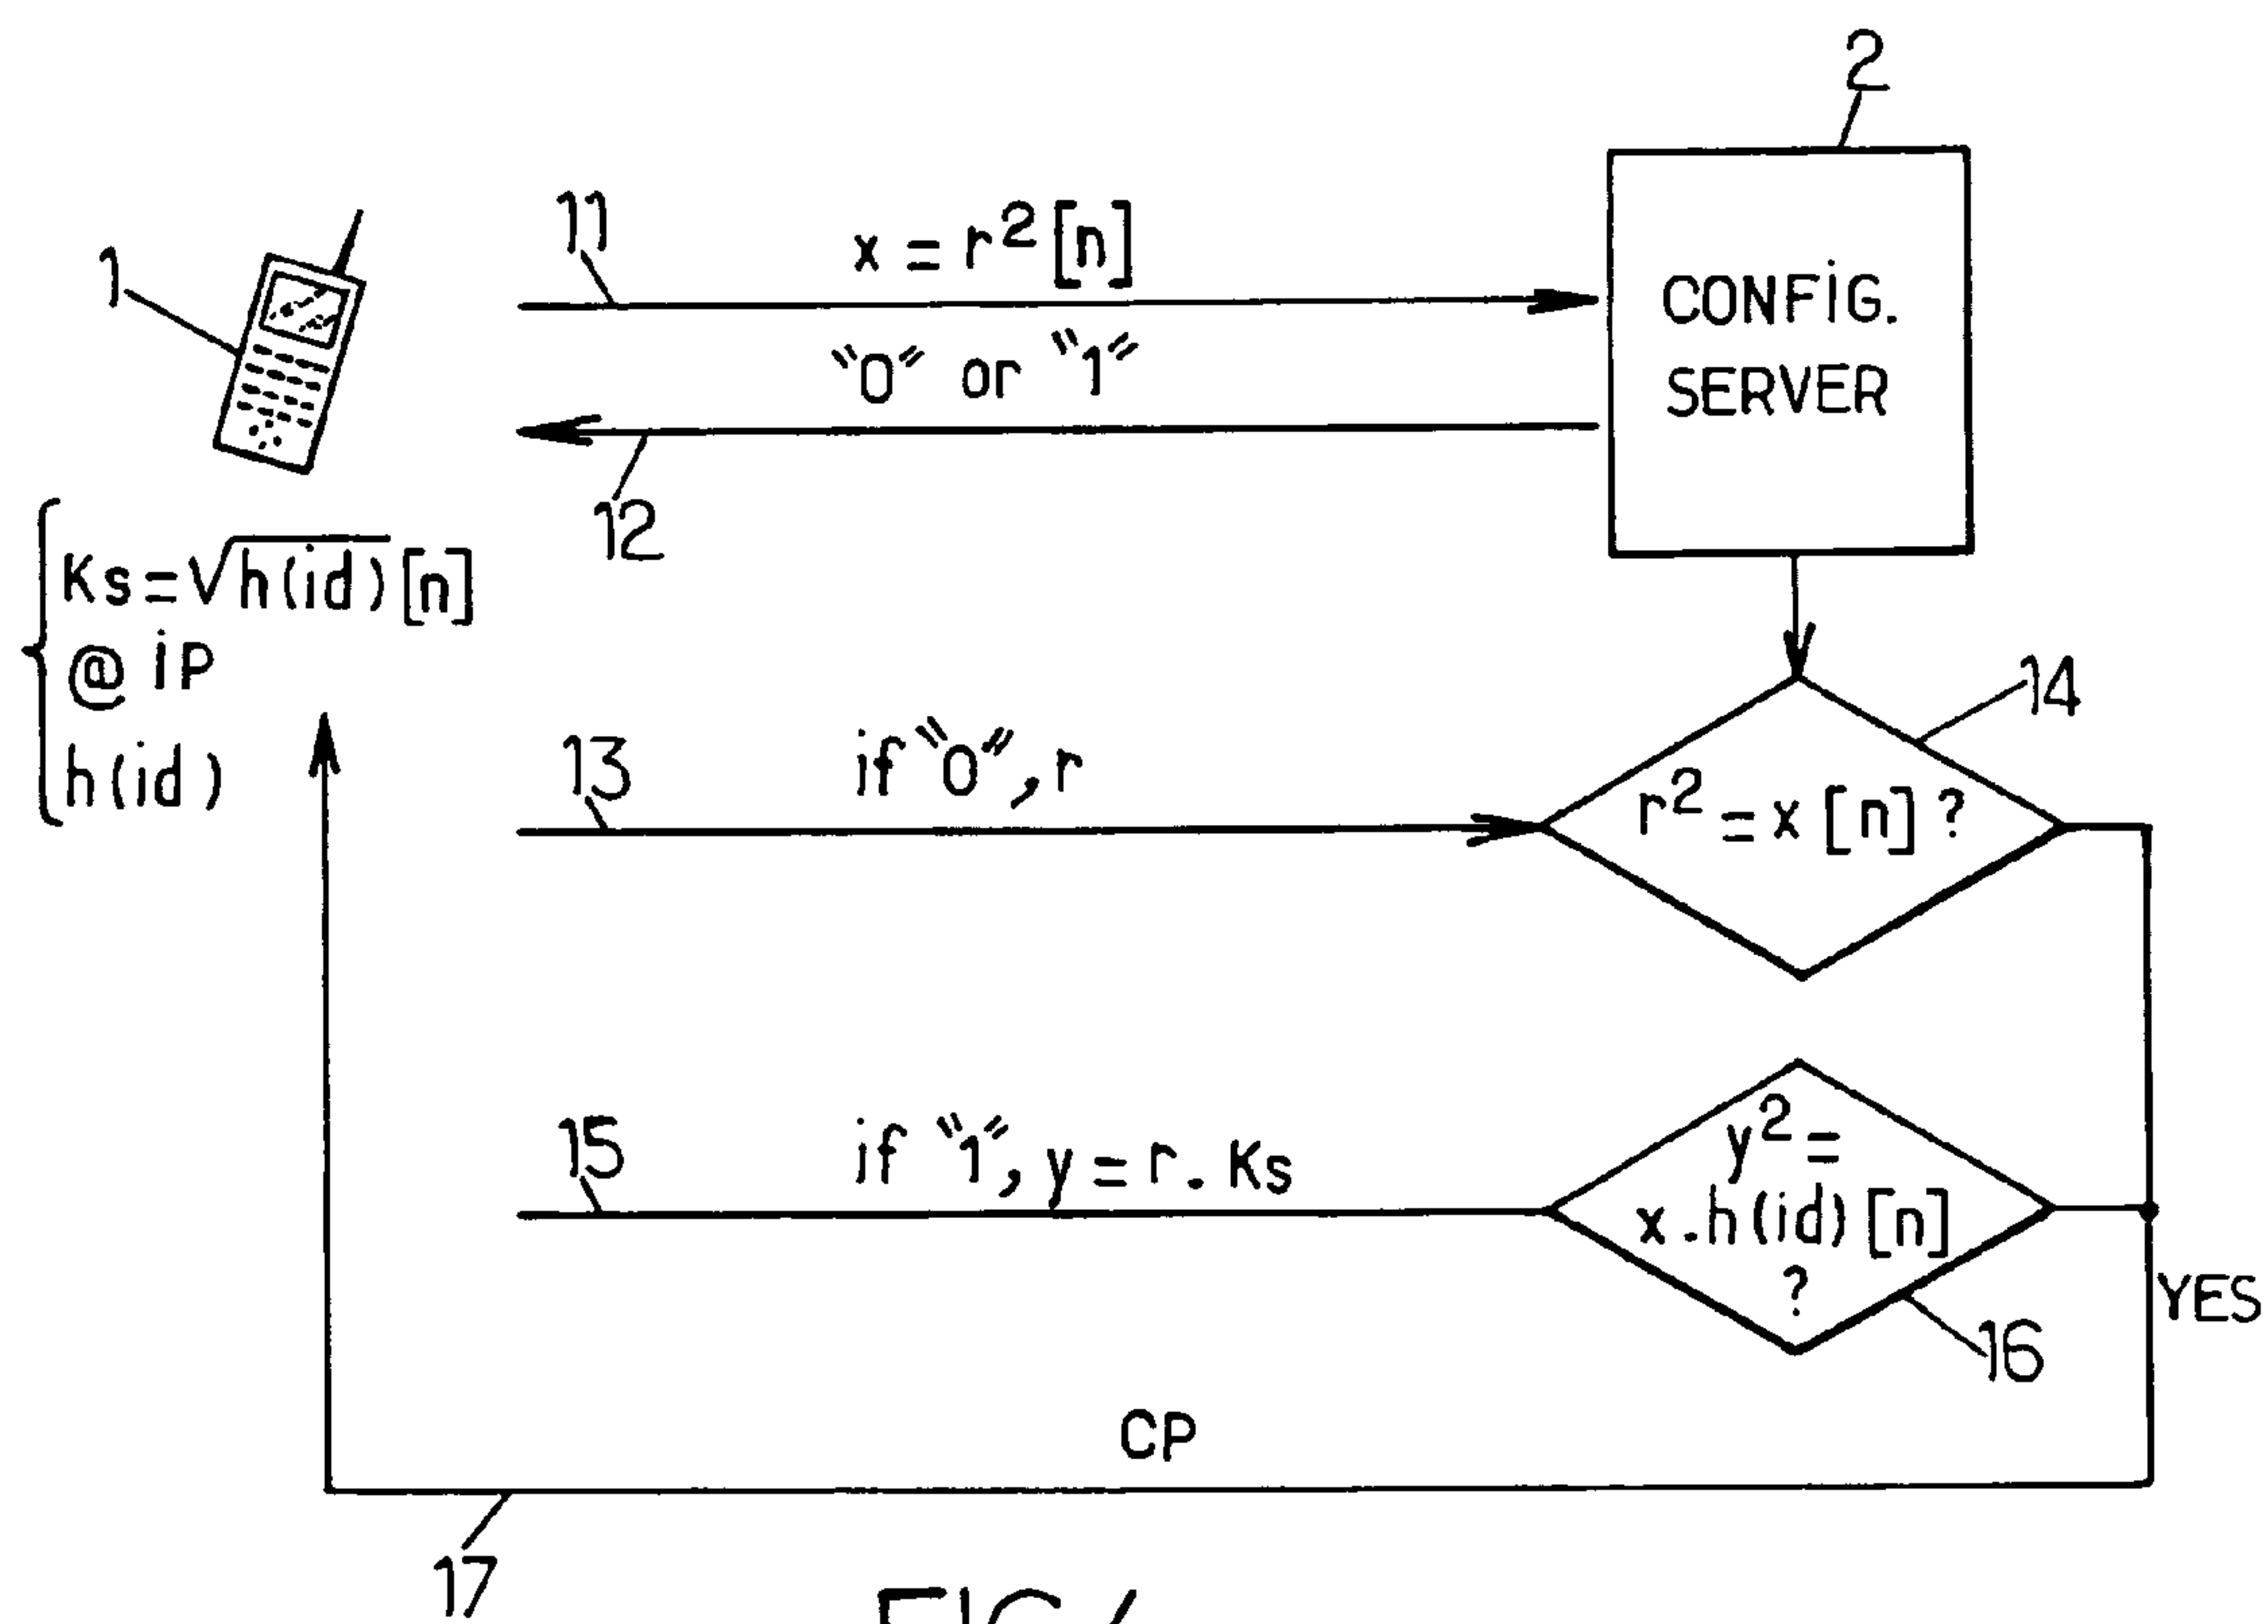 2
11
x = r² [n]
1
CONFIG.
SERVER
"0" or "1"
12
Ks = √h(id) [n]
@ iP
h(id)
14
13
if "0", r
r² = x [n] ?
15
if "1", y = r. Ks
y² =
x . h(id) [n]
?
YES
16
CP
17